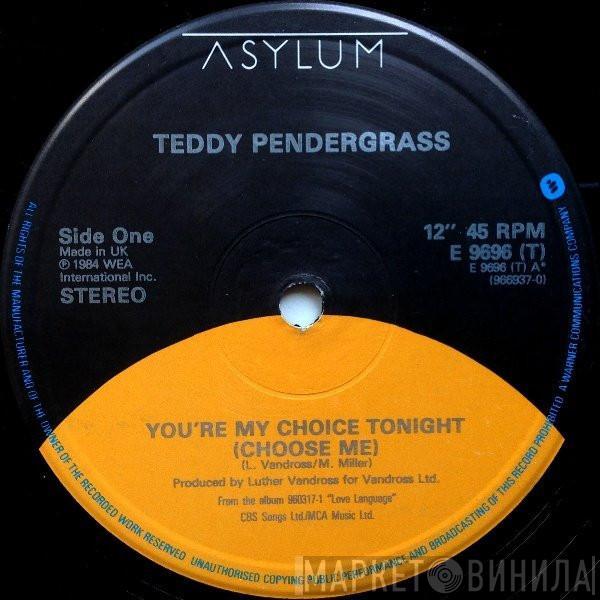 ASYLUM
TEDDY PENDERGRASS
Side One
Made in UK
℗ 1984 WEA
International Inc.
STEREO
12" 45 RPM
E 9696 (T)
E 9696 (T) A*
(966937-0)
YOU'RE MY CHOICE TONIGHT
(CHOOSE ME)
(L. Vandross/M. Miller)
Produced by Luther Vandross for Vandross Ltd.
From the album 960317-1 "Love Language"
CBS Songs Ltd./MCA Music Ltd.
ALL RIGHTS OF THE MANUFACTURER AND OF THE OWNER OF THE RECORDED WORK RESERVED. UNAUTHORISED COPYING PUBLIC PERFORMANCE AND BROADCASTING OF THIS RECORD PROHIBITED A WARNER COMMUNICATIONS COMPANY
МАРКЕТ ВИНИЛА